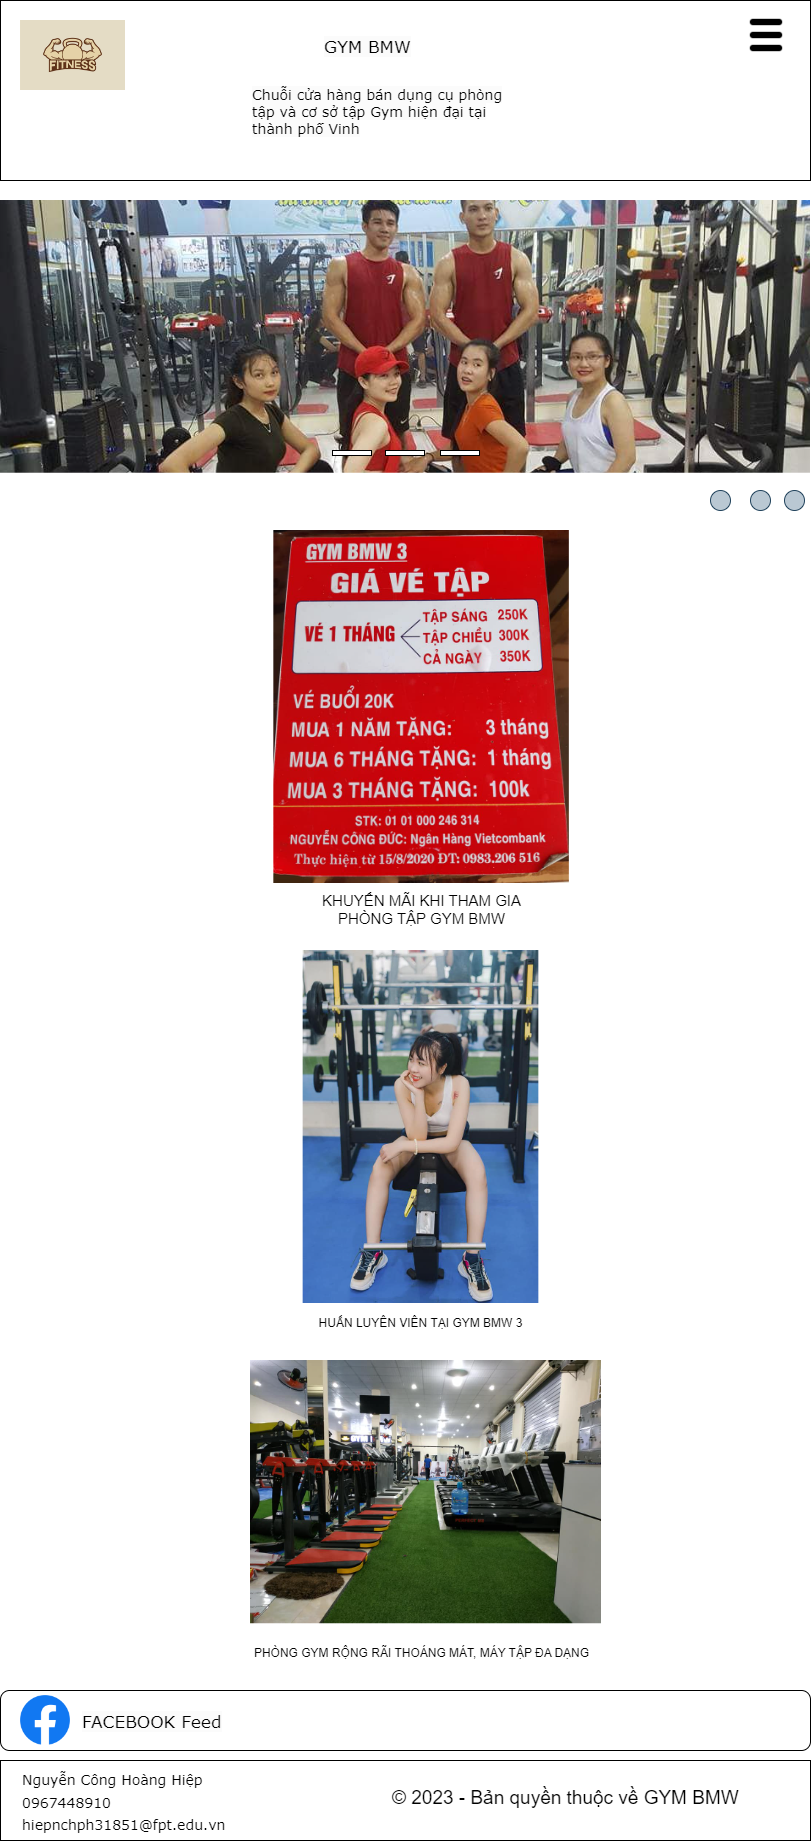 FITNESS
GYM BMW
Chuỗi cửa hàng bán dụng cụ phòng
tập và cơ sở tập Gym hiện đại tại
thành phố Vinh
GYM BMW 3
GIÁ VÉ TẬP
VÉ 1 THÁNG
TẬP SÁNG 250K
TẬP CHIỀU 300K
CẢ NGÀY 350K
VÉ BUỔI 20K
MUA 1 NĂM TẶNG: 3 tháng
MUA 6 THÁNG TẶNG: 1 tháng
MUA 3 THÁNG TẶNG: 100k
STK: 01 01 000 246 314
NGUYỄN CÔNG ĐỨC: Ngân Hàng Vietcombank
Thực hiện từ 15/8/2020 ĐT: 0983.206 516
KHUYẾN MÃI KHI THAM GIA
PHÒNG TẬP GYM BMW
HUẤN LUYÊN VIÊN TẠI GYM BMW 3
PHÒNG GYM RỘNG RÃI THOÁNG MÁT, MÁY TẬP ĐA DẠNG
FACEBOOK Feed
Nguyễn Công Hoàng Hiệp
0967448910
hiepnchph31851@fpt.edu.vn
© 2023 - Bản quyền thuộc về GYM BMW